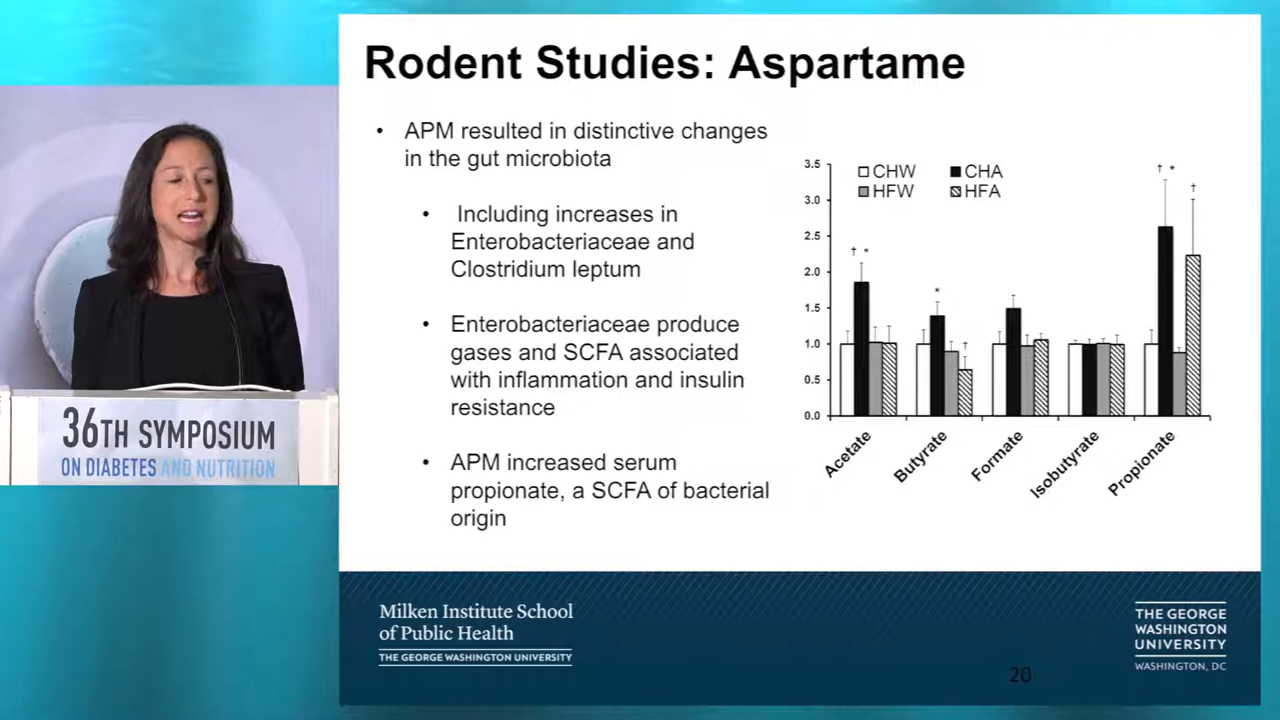 Rodent Studies: Aspartame
• APM resulted in distinctive changes
in the gut microbiota
• Including increases in
Enterobacteriaceae and
Clostridium leptum
• Enterobacteriaceae produce
gases and SCFA associated
with inflammation and insulin
resistance
• APM increased serum
propionate, a SCFA of bacterial
origin
CHW CHA
HFW HFA
3.5
3.0
2.5
2.0
1.5
1.0
0.5
0.0
† *
*
†
† *
†
Acetate
Butyrate
Formate
Isobutyrate
Propionate
36TH SYMPOSIUM
ON DIABETES AND NUTRITION
Milken Institute School
of Public Health
THE GEORGE WASHINGTON UNIVERSITY
20
THE GEORGE
WASHINGTON
UNIVERSITY
WASHINGTON, DC